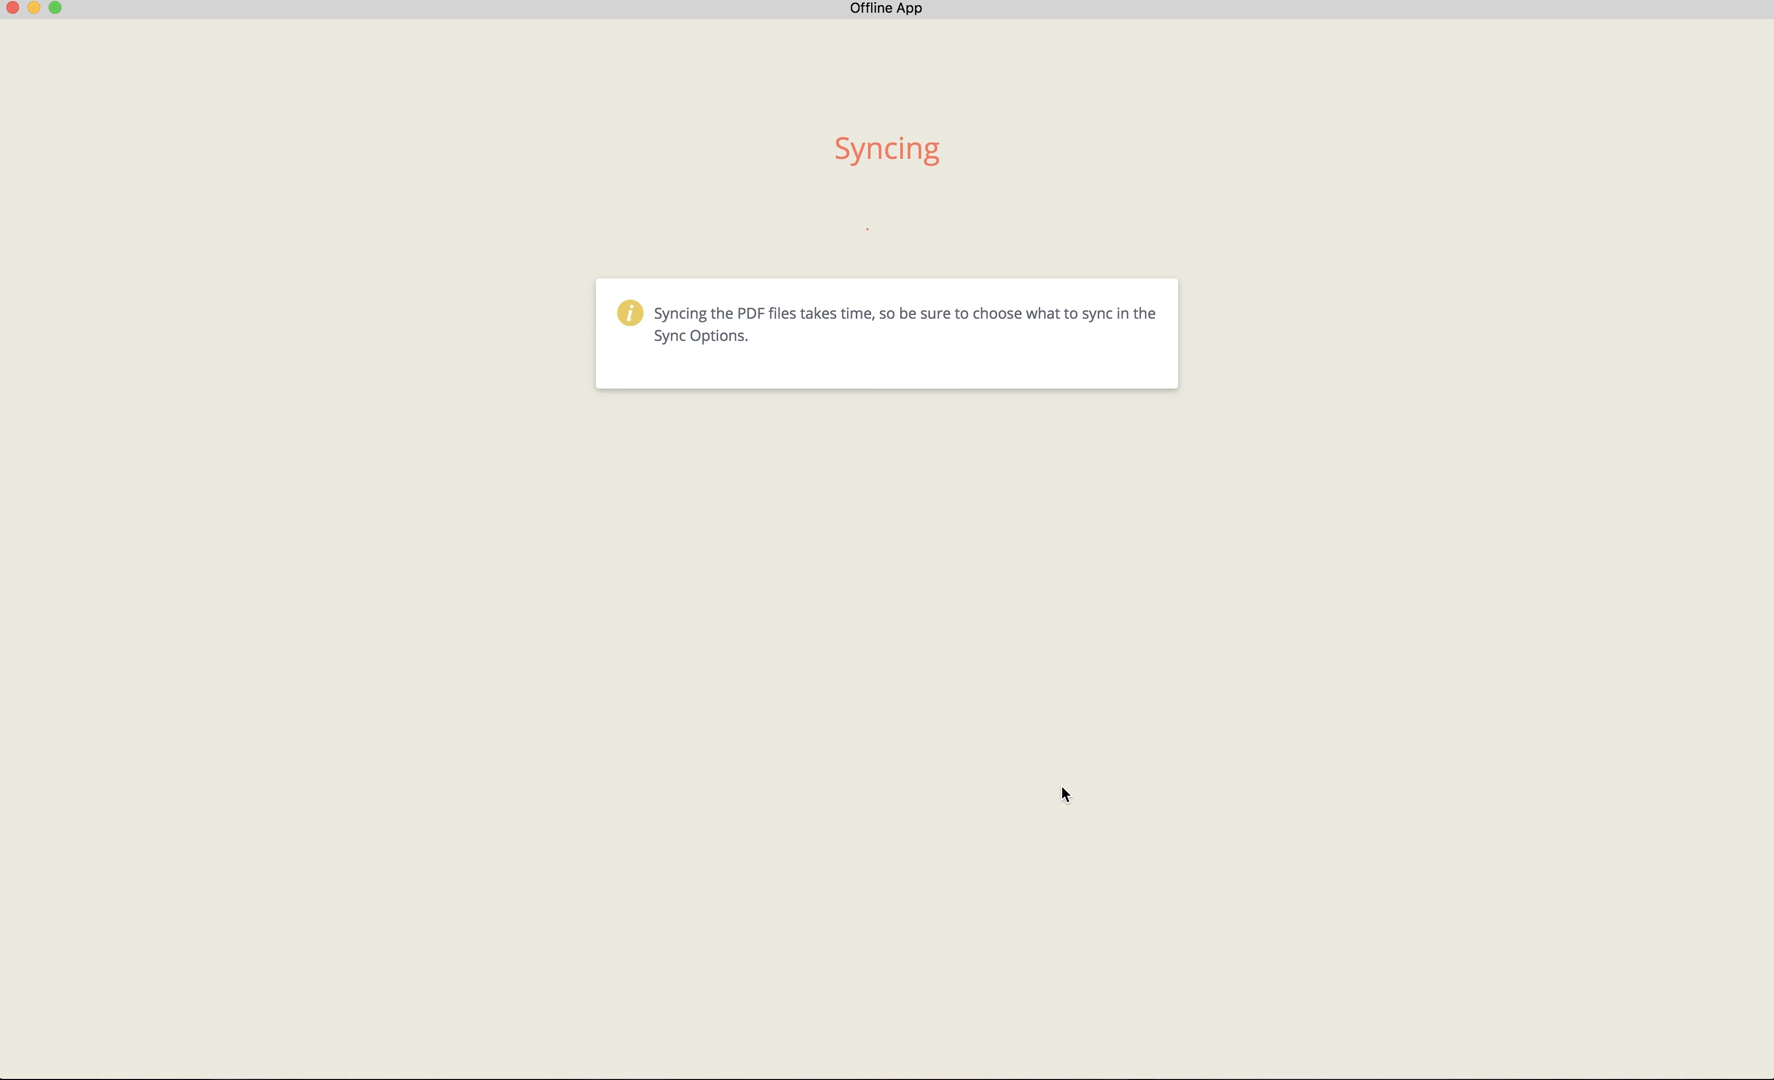 Offline App
Syncing
i Syncing the PDF files takes time, so be sure to choose what to sync in the
Sync Options.